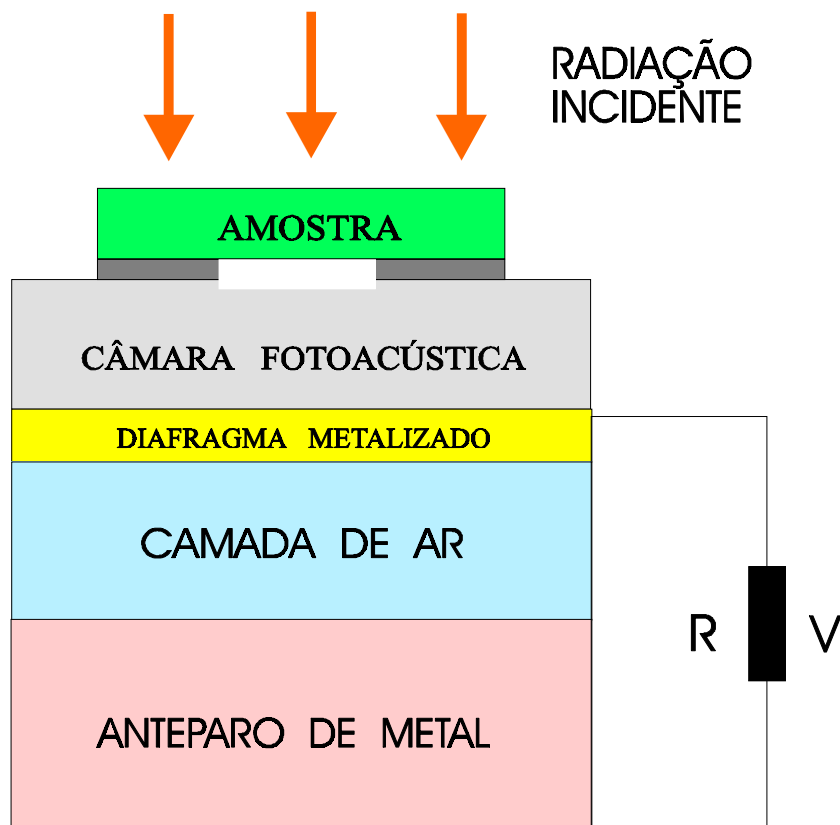 RADIAÇÃO
INCIDENTE
AMOSTRA
CÂMARA FOTOACÚSTICA
DIAFRAGMA METALIZADO
CAMADA DE AR
R V
ANTEPARO DE METAL